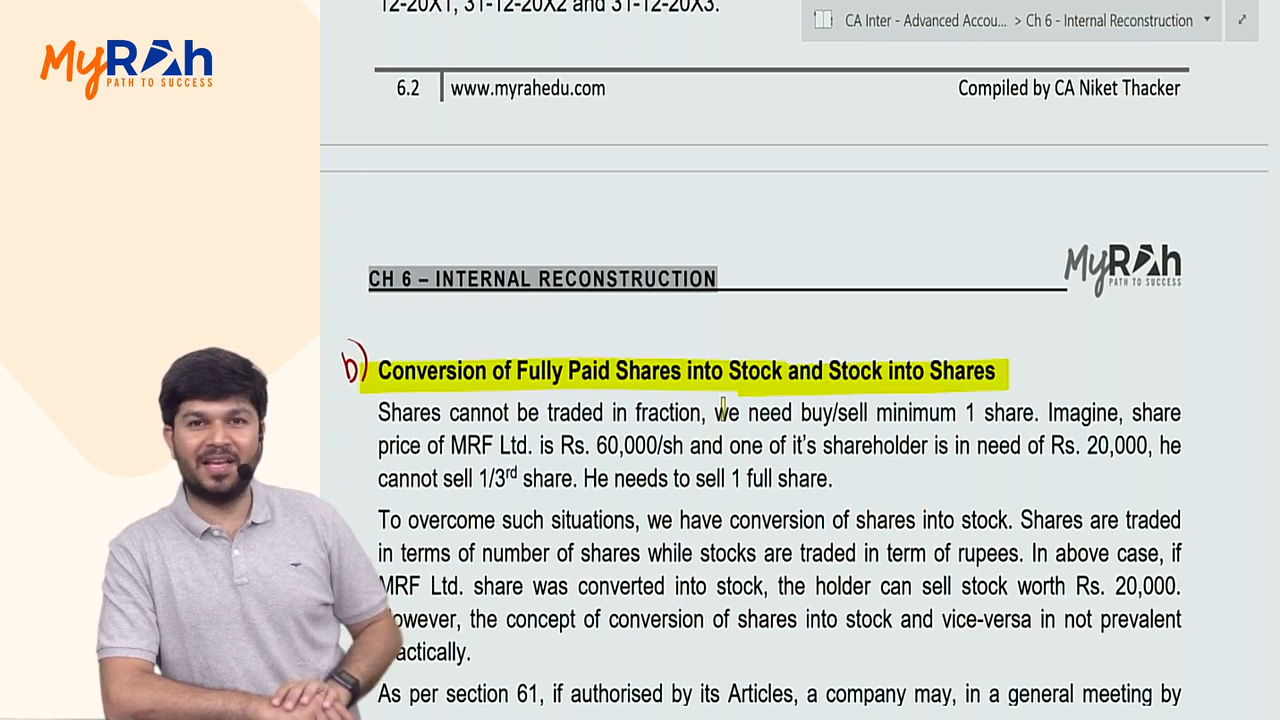 12-20X1, 31-12-20X2 and 31-12-20X3.
CA Inter - Advanced Accou... > Ch 6 - Internal Reconstruction
MyRAh
PATH TO SUCCESS
6.2 www.myrahedu.com Compiled by CA Niket Thacker
MyRAh
PATH TO SUCCESS
CH 6 – INTERNAL RECONSTRUCTION
b) Conversion of Fully Paid Shares into Stock and Stock into Shares
Shares cannot be traded in fraction, we need buy/sell minimum 1 share. Imagine, share
price of MRF Ltd. is Rs. 60,000/sh and one of it's shareholder is in need of Rs. 20,000, he
cannot sell 1/3rd share. He needs to sell 1 full share.
To overcome such situations, we have conversion of shares into stock. Shares are traded
in terms of number of shares while stocks are traded in term of rupees. In above case, if
MRF Ltd. share was converted into stock, the holder can sell stock worth Rs. 20,000.
owever, the concept of conversion of shares into stock and vice-versa in not prevalent
actically.
As per section 61, if authorised by its Articles, a company may, in a general meeting by